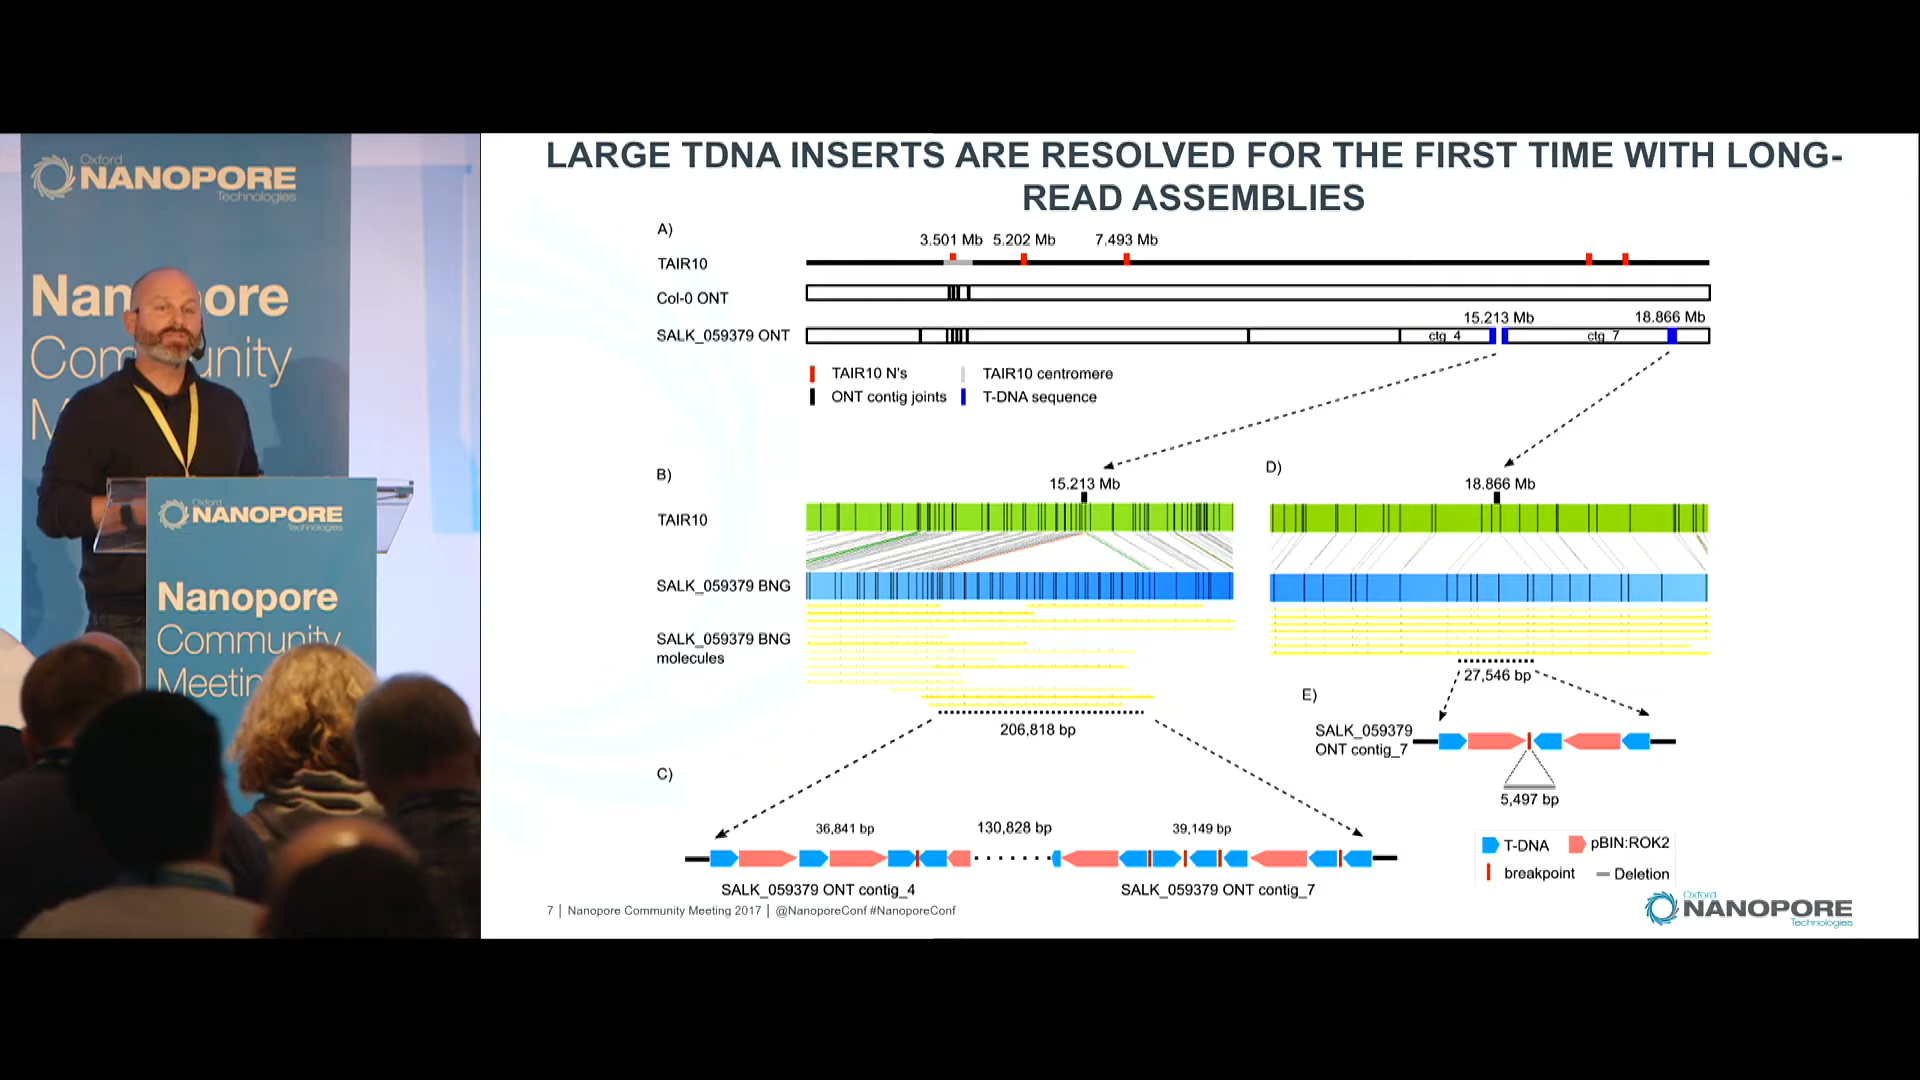 Oxford
NANOPORE
Technologies
Nan ore
Com unity
M
Oxford
NANOPORE
Technologies
Nanopore
Community
Meetin
LARGE TDNA INSERTS ARE RESOLVED FOR THE FIRST TIME WITH LONG-
READ ASSEMBLIES
A)
3.501 Mb 5.202 Mb 7.493 Mb
TAIR10
Col-0 ONT
15.213 Mb 18.866 Mb
SALK_059379 ONT ctg_4 ctg_7
TAIR10 N's TAIR10 centromere
ONT contig joints T-DNA sequence
B)
15.213 Mb
TAIR10
SALK_059379 BNG
SALK_059379 BNG
molecules
206,818 bp
D)
18.866 Mb
27,546 bp
E)
SALK_059379
ONT contig_7
5,497 bp
C)
36,841 bp 130,828 bp 39,149 bp
SALK_059379 ONT contig_4 SALK_059379 ONT contig_7
T-DNA pBIN:ROK2
breakpoint Deletion
7 | Nanopore Community Meeting 2017 | @NanoporeConf #NanoporeConf
Oxford
NANOPORE
Technologies